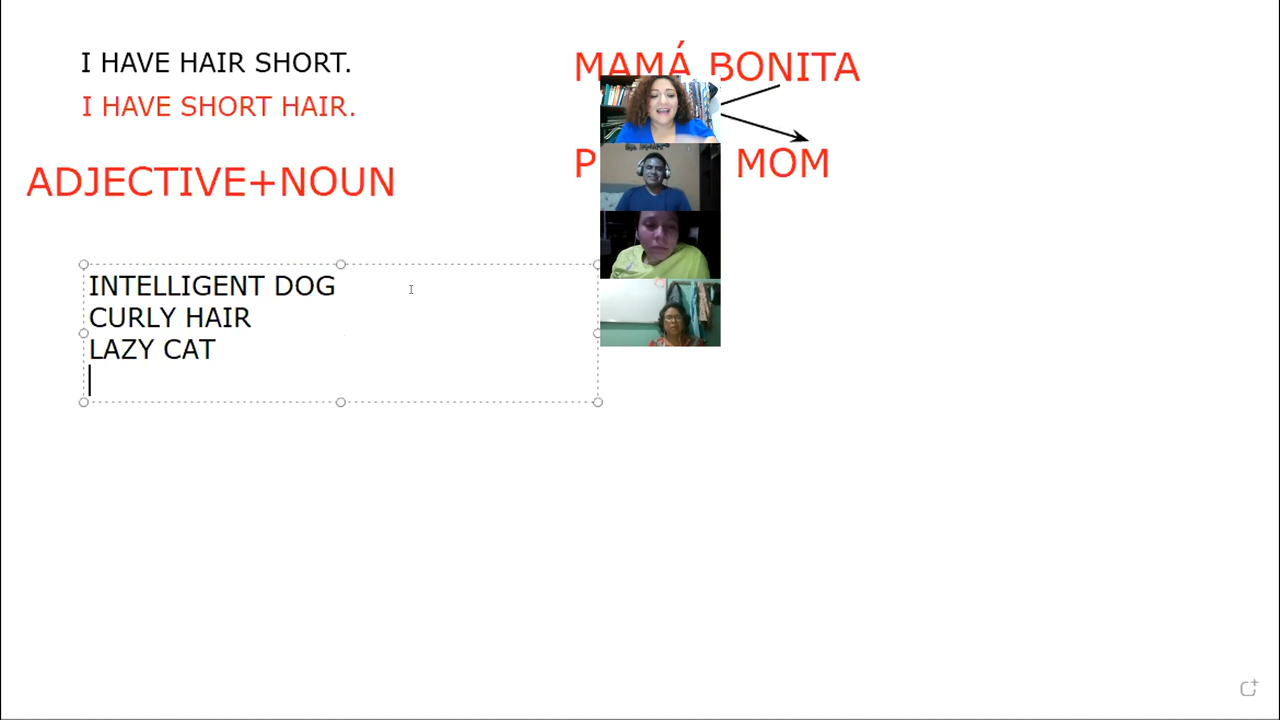 I HAVE HAIR SHORT.
I HAVE SHORT HAIR.
ADJECTIVE+NOUN
MAMÁ BONITA
MOM
INTELLIGENT DOG
CURLY HAIR
LAZY CAT